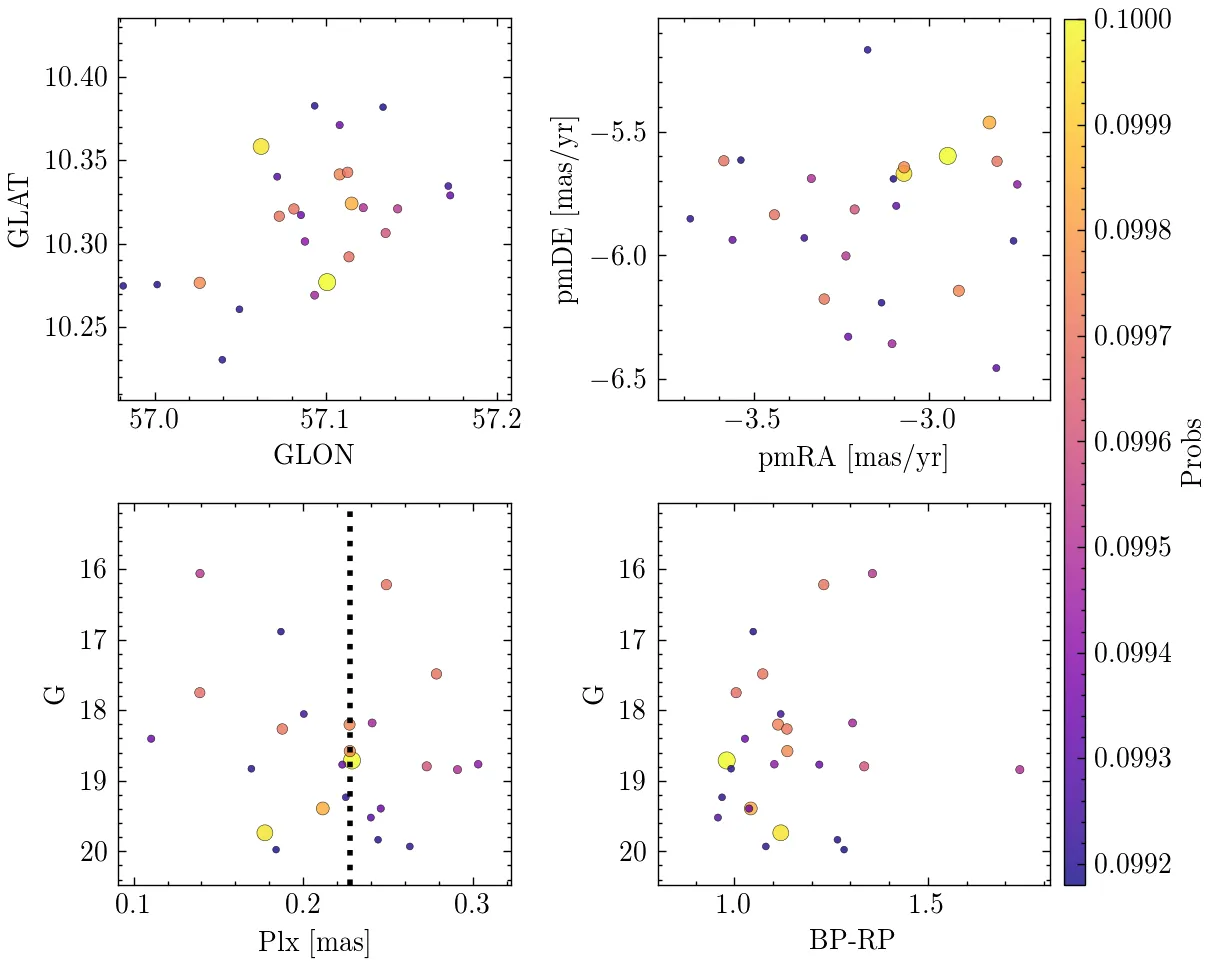 10.40
10.35
10.30
10.25
GLAT
57.0 57.1 57.2
GLON
−5.5
−6.0
−6.5
pmDE [mas/yr]
−3.5 −3.0
pmRA [mas/yr]
0.1000
0.0999
0.0998
0.0997
0.0996
0.0995
0.0994
0.0993
0.0992
Probs
16
17
18
19
20
G
0.1 0.2 0.3
Plx [mas]
16
17
18
19
20
G
1.0 1.5
BP-RP